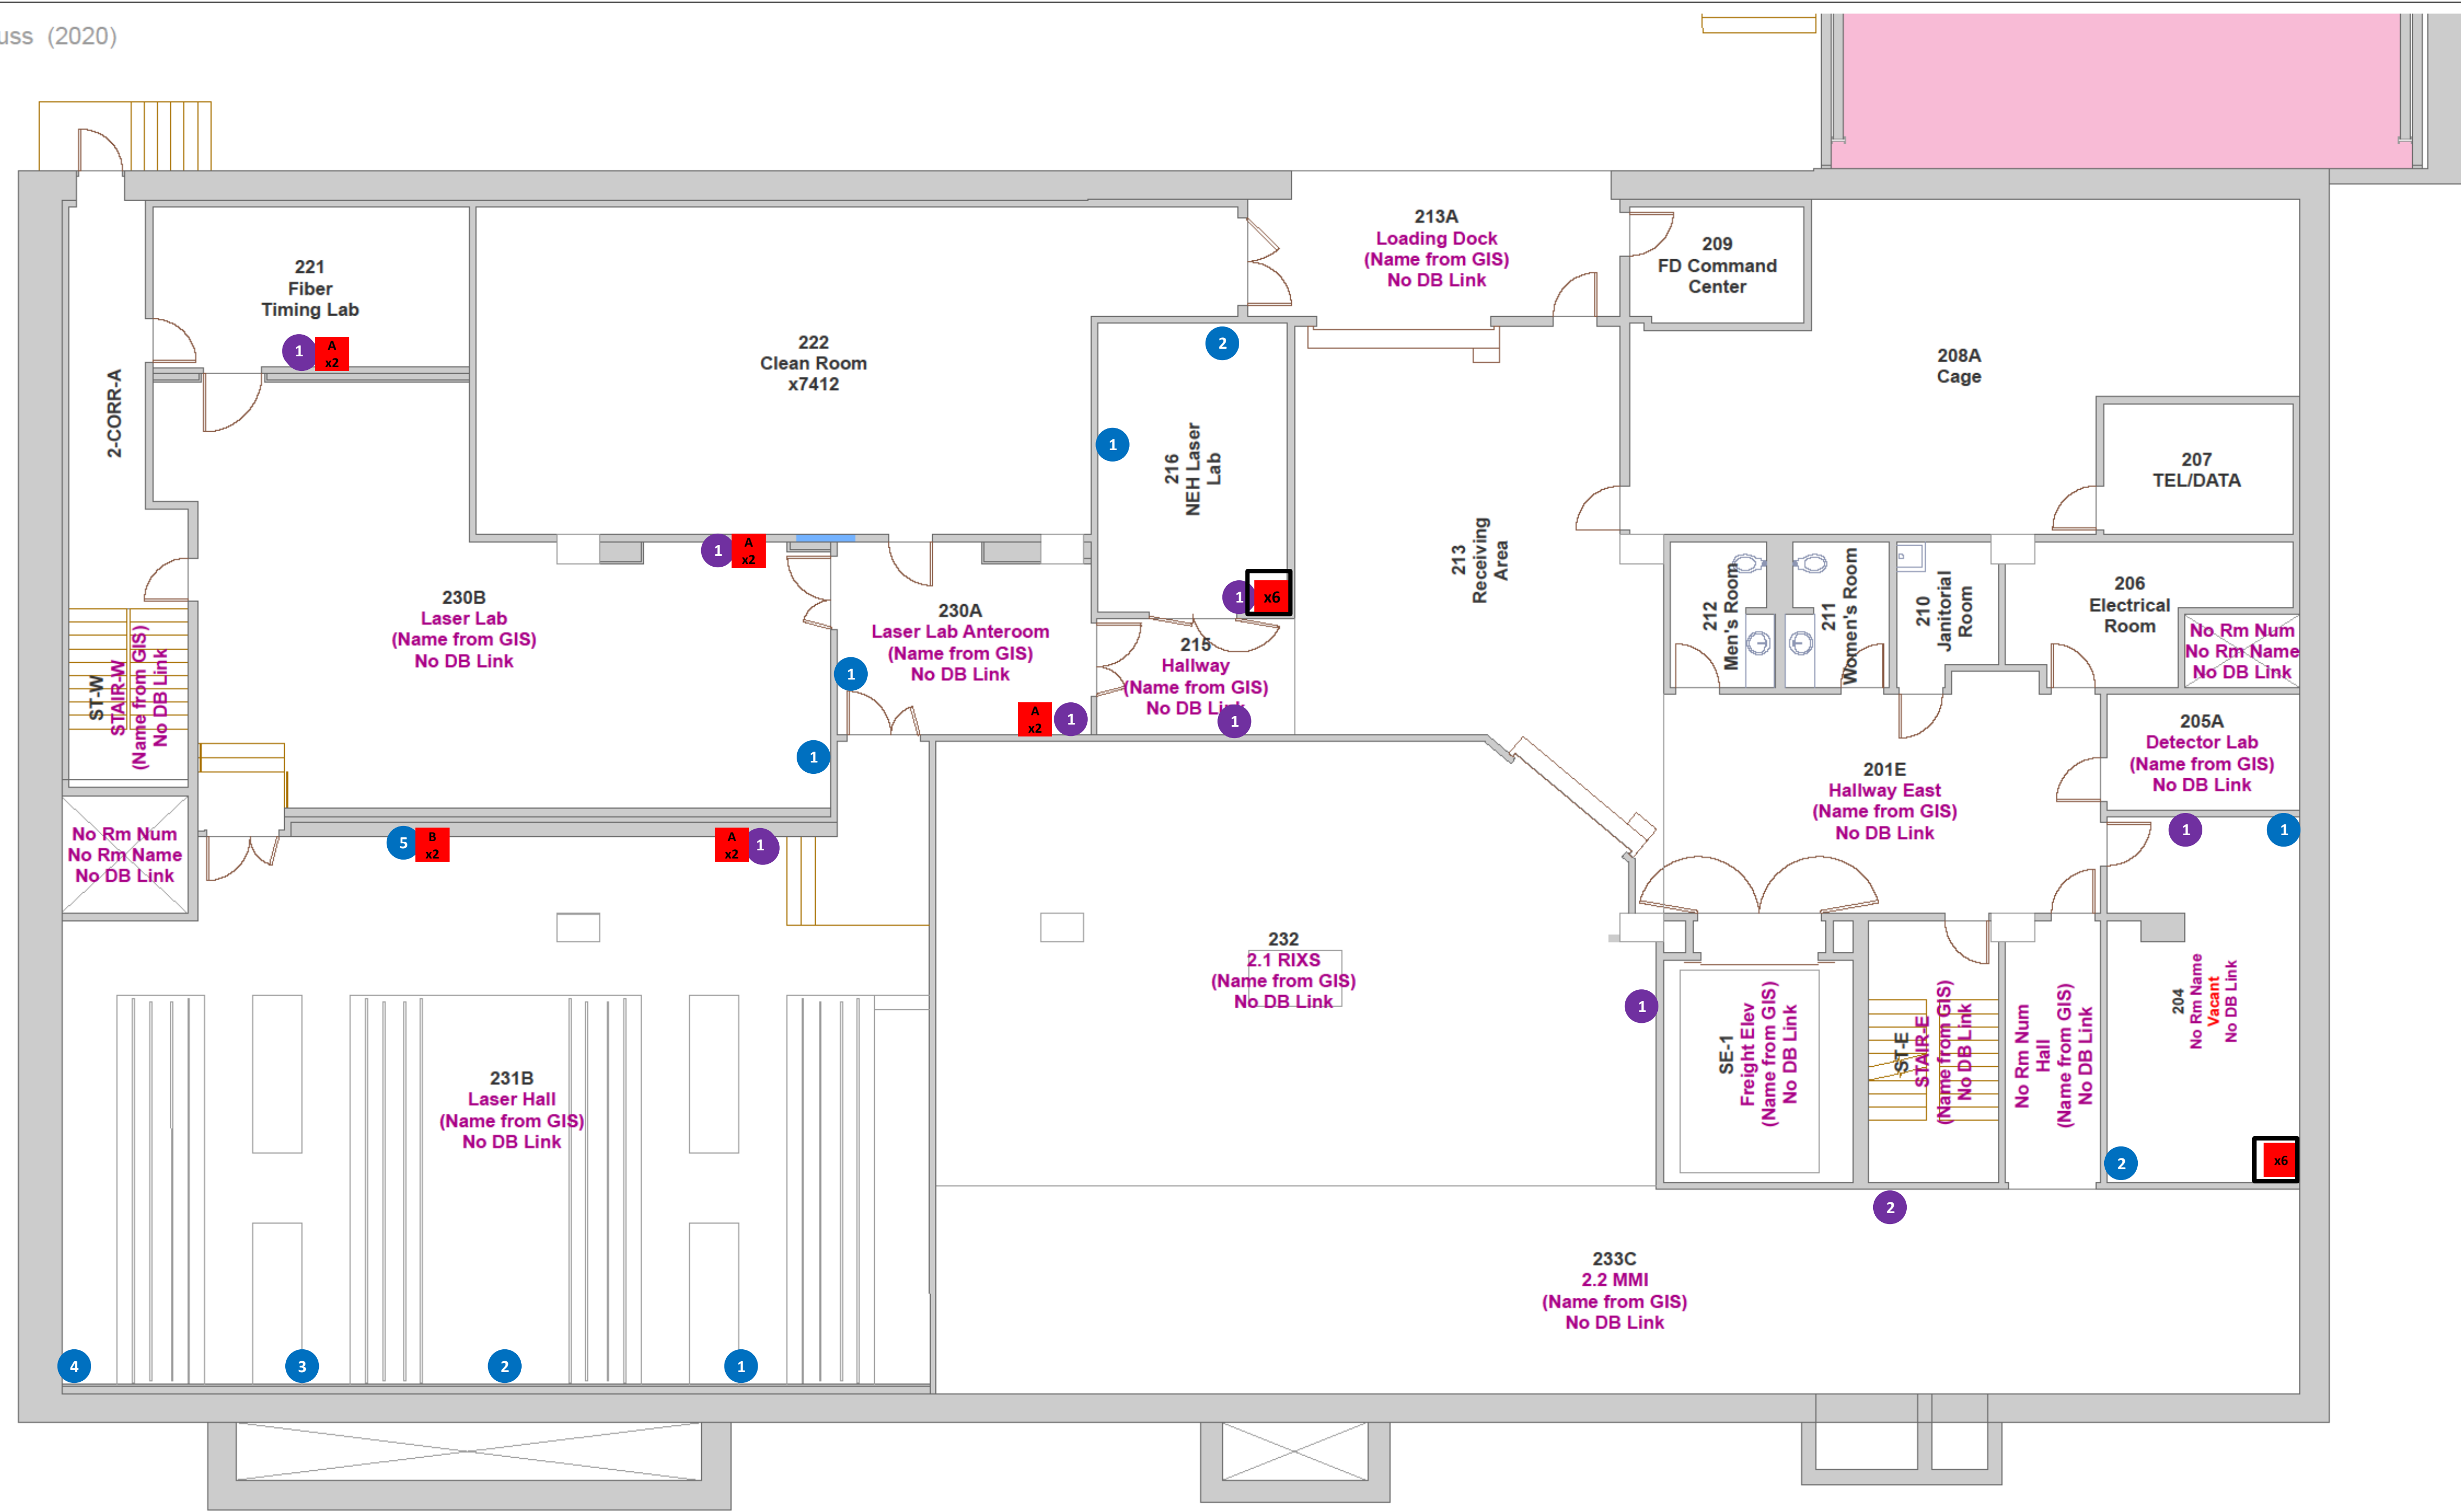 uss (2020)
213A
Loading Dock
(Name from GIS)
No DB Link
209
FD Command
Center
221
Fiber
Timing Lab
1
A
x2
222
Clean Room
x7412
2
208A
Cage
2-CORR-A
1
216
NEH Laser
Lab
207
TEL/DATA
213
Receiving
Area
1
A
x2
1
x6
230B
Laser Lab
(Name from GIS)
No DB Link
230A
Laser Lab Anteroom
(Name from GIS)
No DB Link
1
A
x2
1
215
Hallway
(Name from GIS)
No DB Link
1
212
Men's Room
211
Women's Room
210
Janitorial
Room
206
Electrical
Room
No Rm Num
No Rm Name
No DB Link
ST-W
STAIR-W
(Name from GIS)
No DB Link
1
205A
Detector Lab
(Name from GIS)
No DB Link
201E
Hallway East
(Name from GIS)
No DB Link
No Rm Num
No Rm Name
No DB Link
5
B
x2
A
x2
1
1
1
232
2.1 RIXS
(Name from GIS)
No DB Link
1
SE-1
Freight Elev
(Name from GIS)
No DB Link
ST-E
STAIR-E
(Name from GIS)
No DB Link
No Rm Num
Hall
(Name from GIS)
No DB Link
204
No Rm Name
Vacant
No DB Link
231B
Laser Hall
(Name from GIS)
No DB Link
2
x6
2
233C
2.2 MMI
(Name from GIS)
No DB Link
4
3
2
1